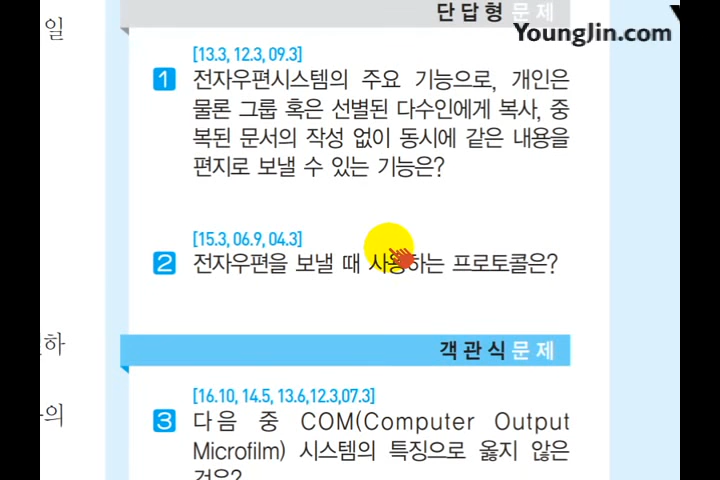 일
단답형 문제
YoungJin.com
[13.3, 12.3, 09.3]
1 전자우편시스템의 주요 기능으로, 개인은
물론 그룹 혹은 선별된 다수인에게 복사, 중
복된 문서의 작성 없이 동시에 같은 내용을
편지로 보낼 수 있는 기능은?
[15.3, 06.9, 04.3]
2 전자우편을 보낼 때 사용하는 프로토콜은?
객관식 문제
[16.10, 14.5, 13.6,12.3,07.3]
3 다음 중 COM(Computer Output
Microfilm) 시스템의 특징으로 옳지 않은
것은?